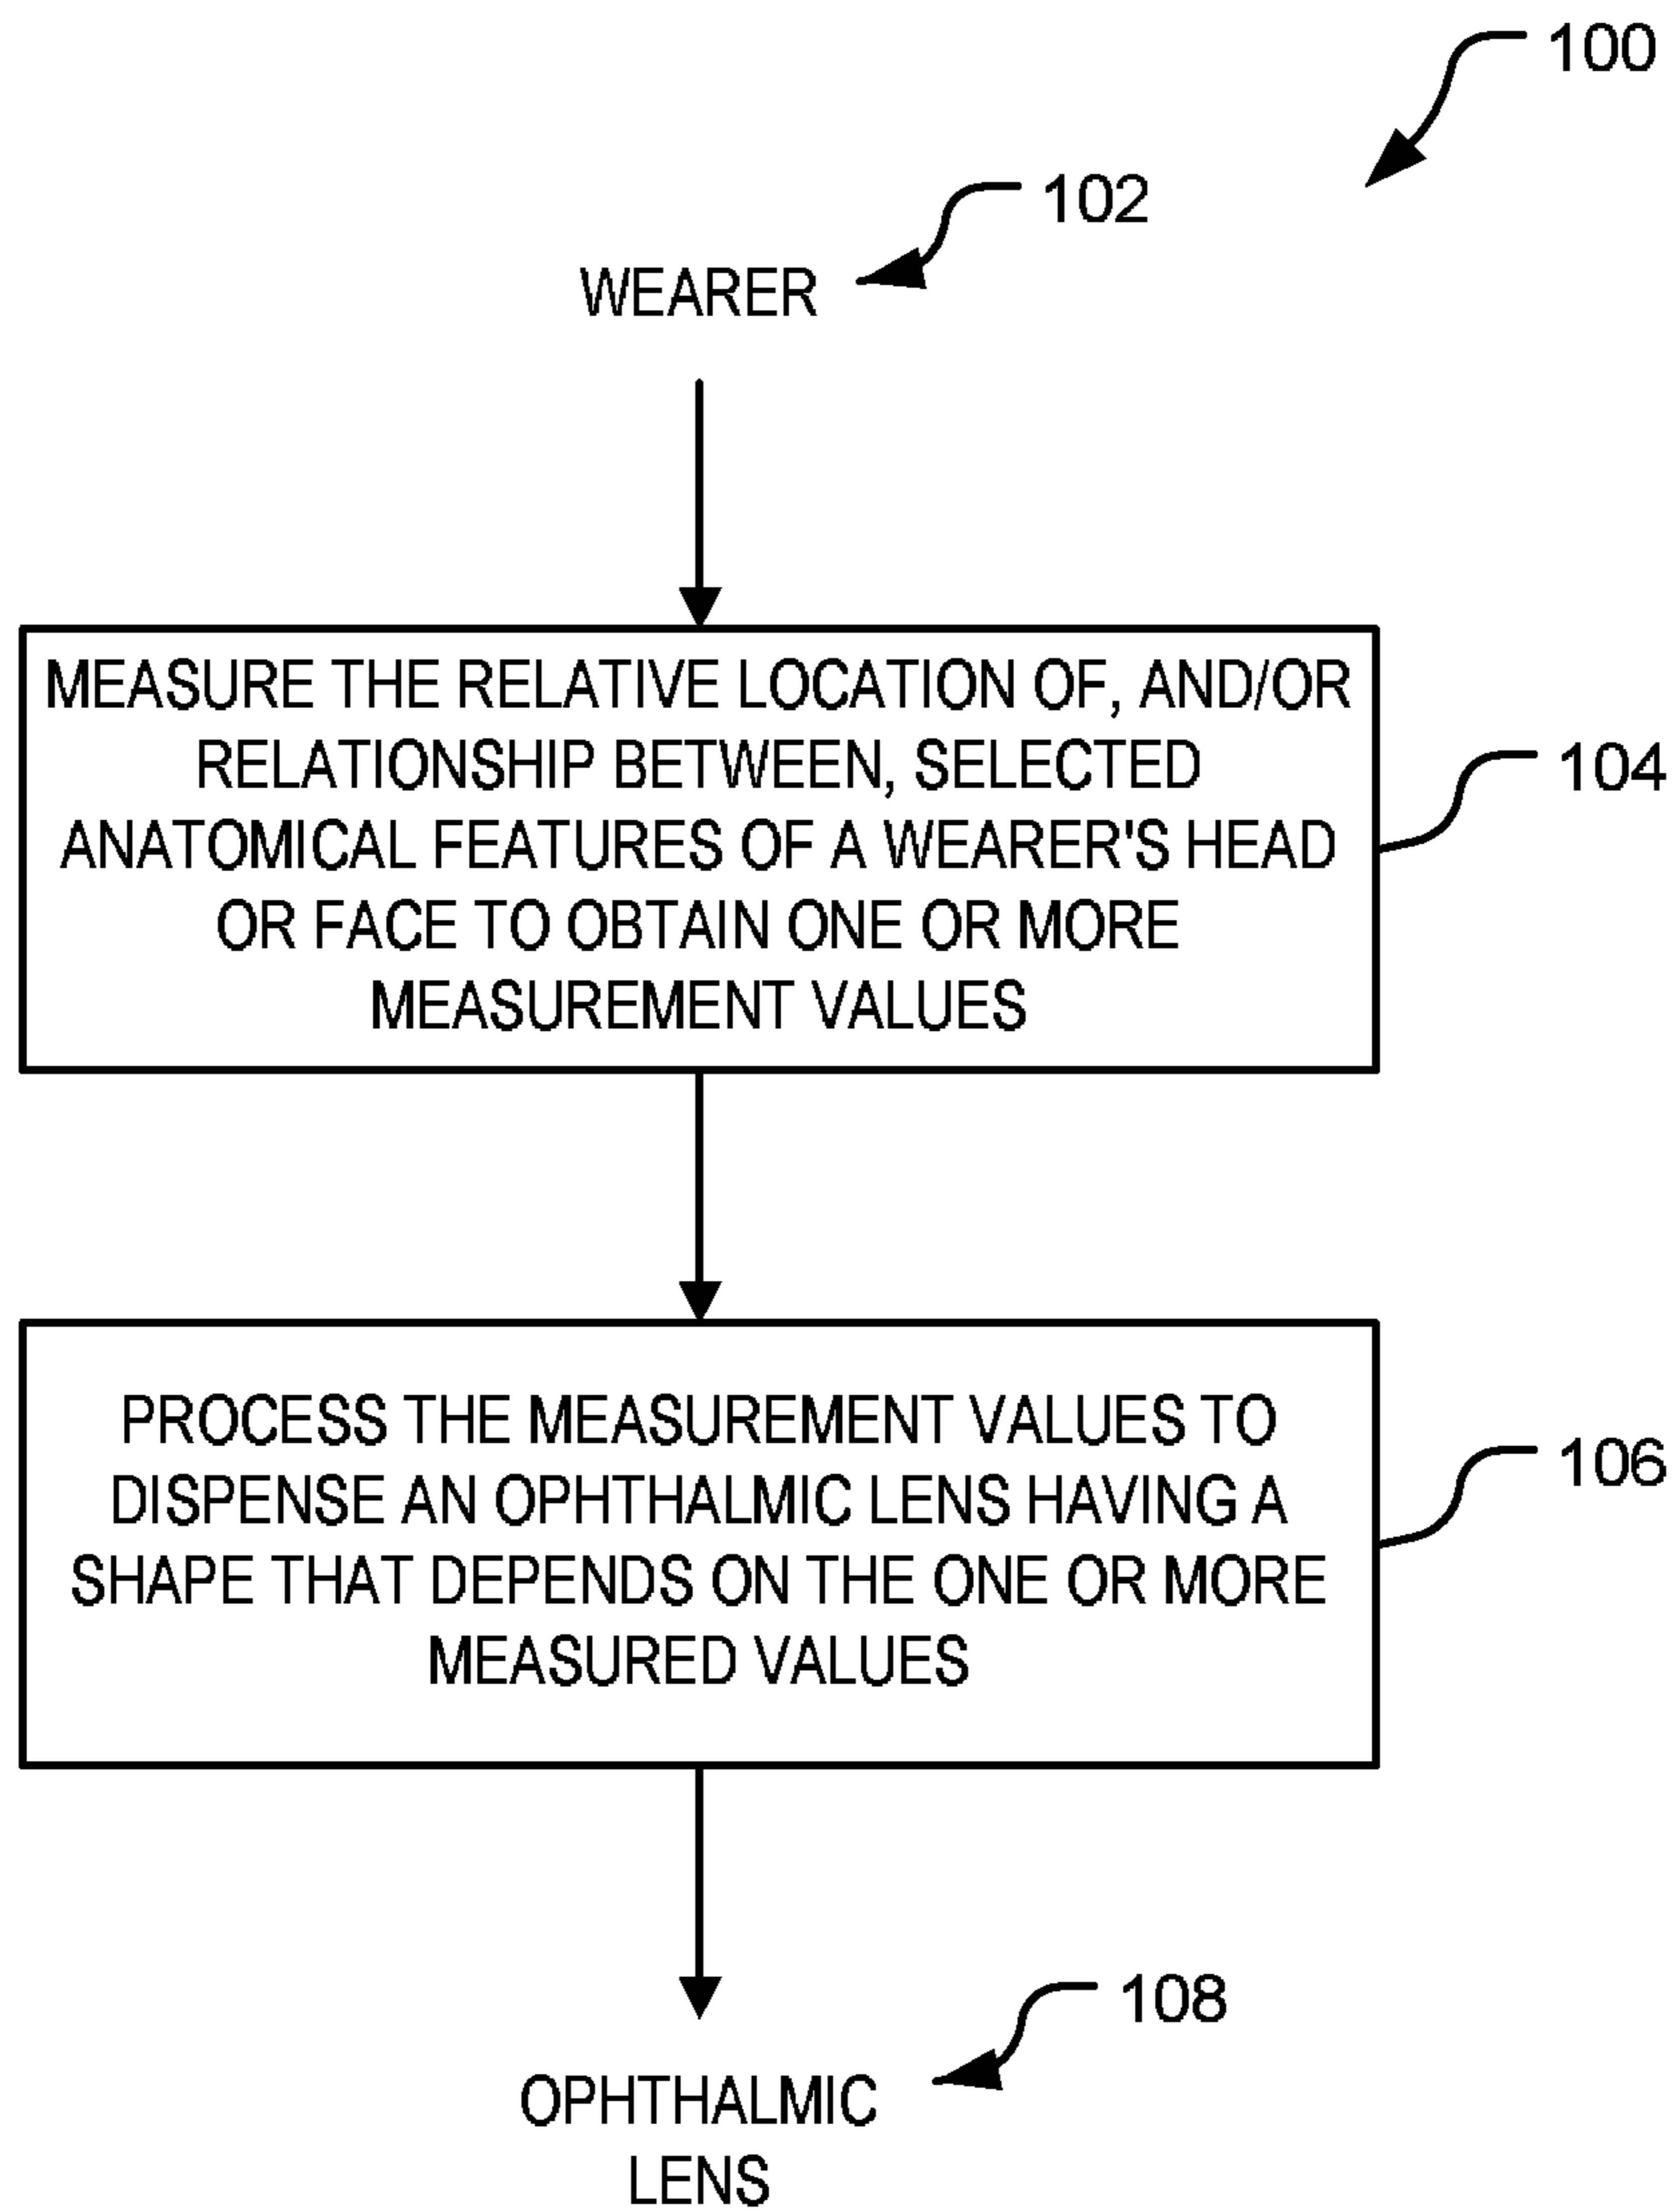 100
102
WEARER
MEASURE THE RELATIVE LOCATION OF, AND/OR
RELATIONSHIP BETWEEN, SELECTED
ANATOMICAL FEATURES OF A WEARER'S HEAD
OR FACE TO OBTAIN ONE OR MORE
MEASUREMENT VALUES
104
PROCESS THE MEASUREMENT VALUES TO
DISPENSE AN OPHTHALMIC LENS HAVING A
SHAPE THAT DEPENDS ON THE ONE OR MORE
MEASURED VALUES
106
108
OPHTHALMIC
LENS